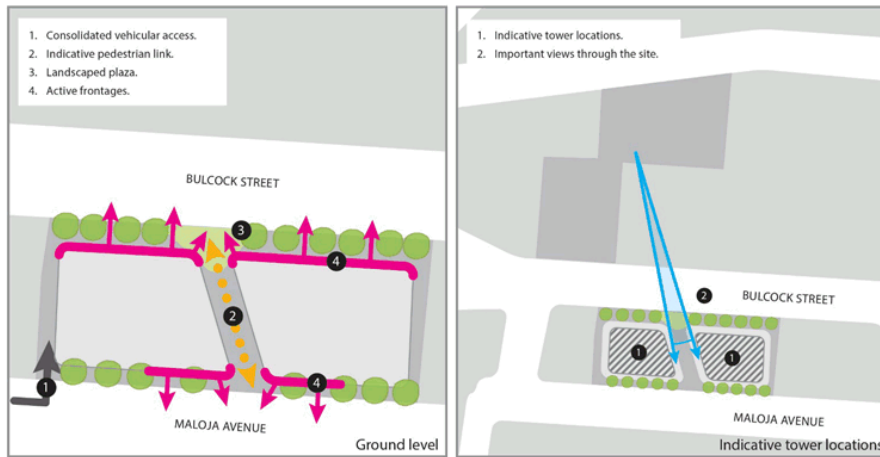 1. Consolidated vehicular access.
2. Indicative pedestrian link.
3. Landscaped plaza.
4. Active frontages.
BULCOCK STREET
3
4
2
1
4
MALOJA AVENUE
Ground level
1. Indicative tower locations.
2. Important views through the site.
2
BULCOCK STREET
1
1
MALOJA AVENUE
Indicative tower locations